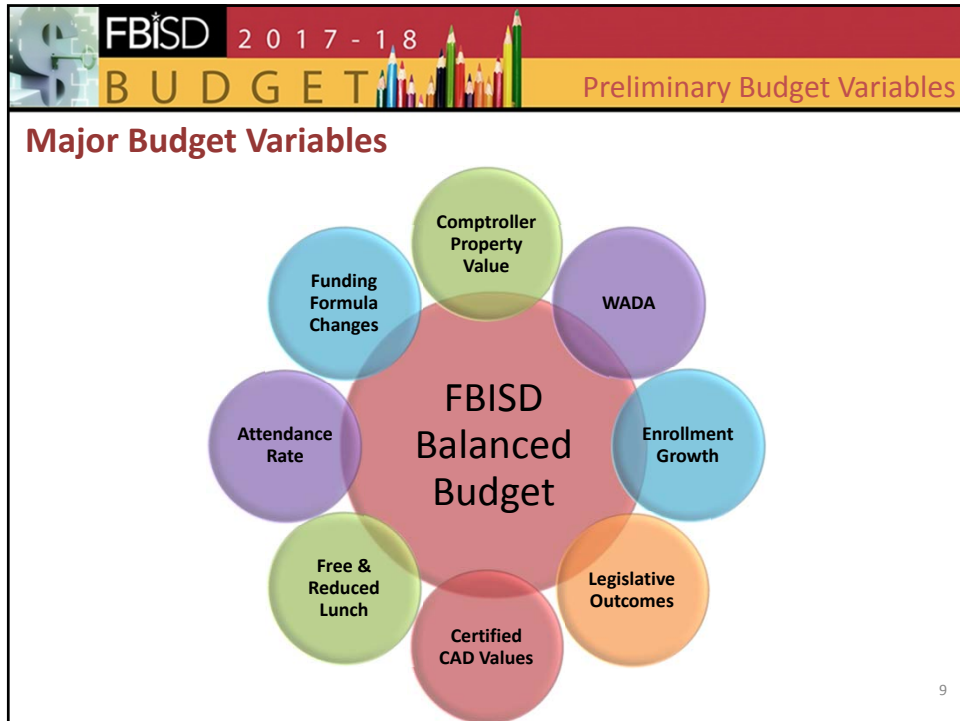 FBISD 2017-18
BUDGET
Preliminary Budget Variables
Major Budget Variables
Comptroller
Property
Value
WADA
Enrollment
Growth
Legislative
Outcomes
Certified
CAD Values
Free &
Reduced
Lunch
Attendance
Rate
Funding
Formula
Changes
FBISD
Balanced
Budget
9